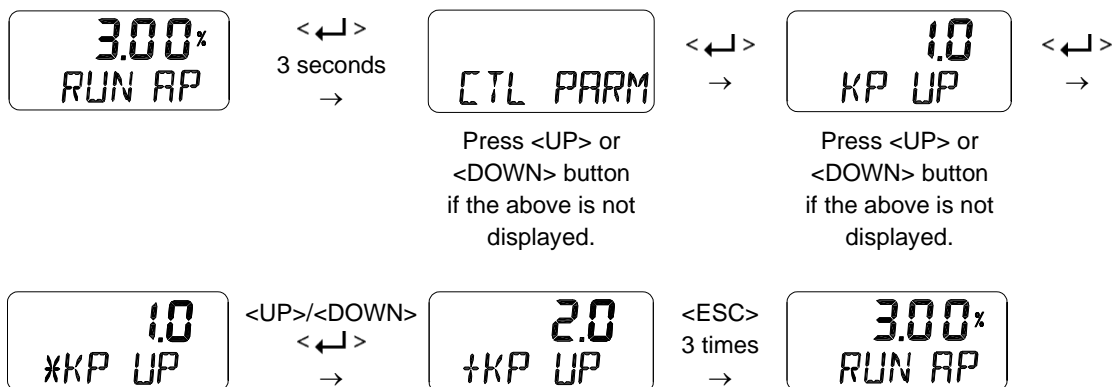 3.00%
RUN AP
<↵>
3 seconds
→
CTL PARM
Press <UP> or
<DOWN> button
if the above is not
displayed.
<↵>
→
1.0
KP UP
Press <UP> or
<DOWN> button
if the above is not
displayed.
<↵>
→
1.0
*KP UP
<UP>/<DOWN>
<↵>
→
2.0
+KP UP
<ESC>
3 times
→
3.00%
RUN AP